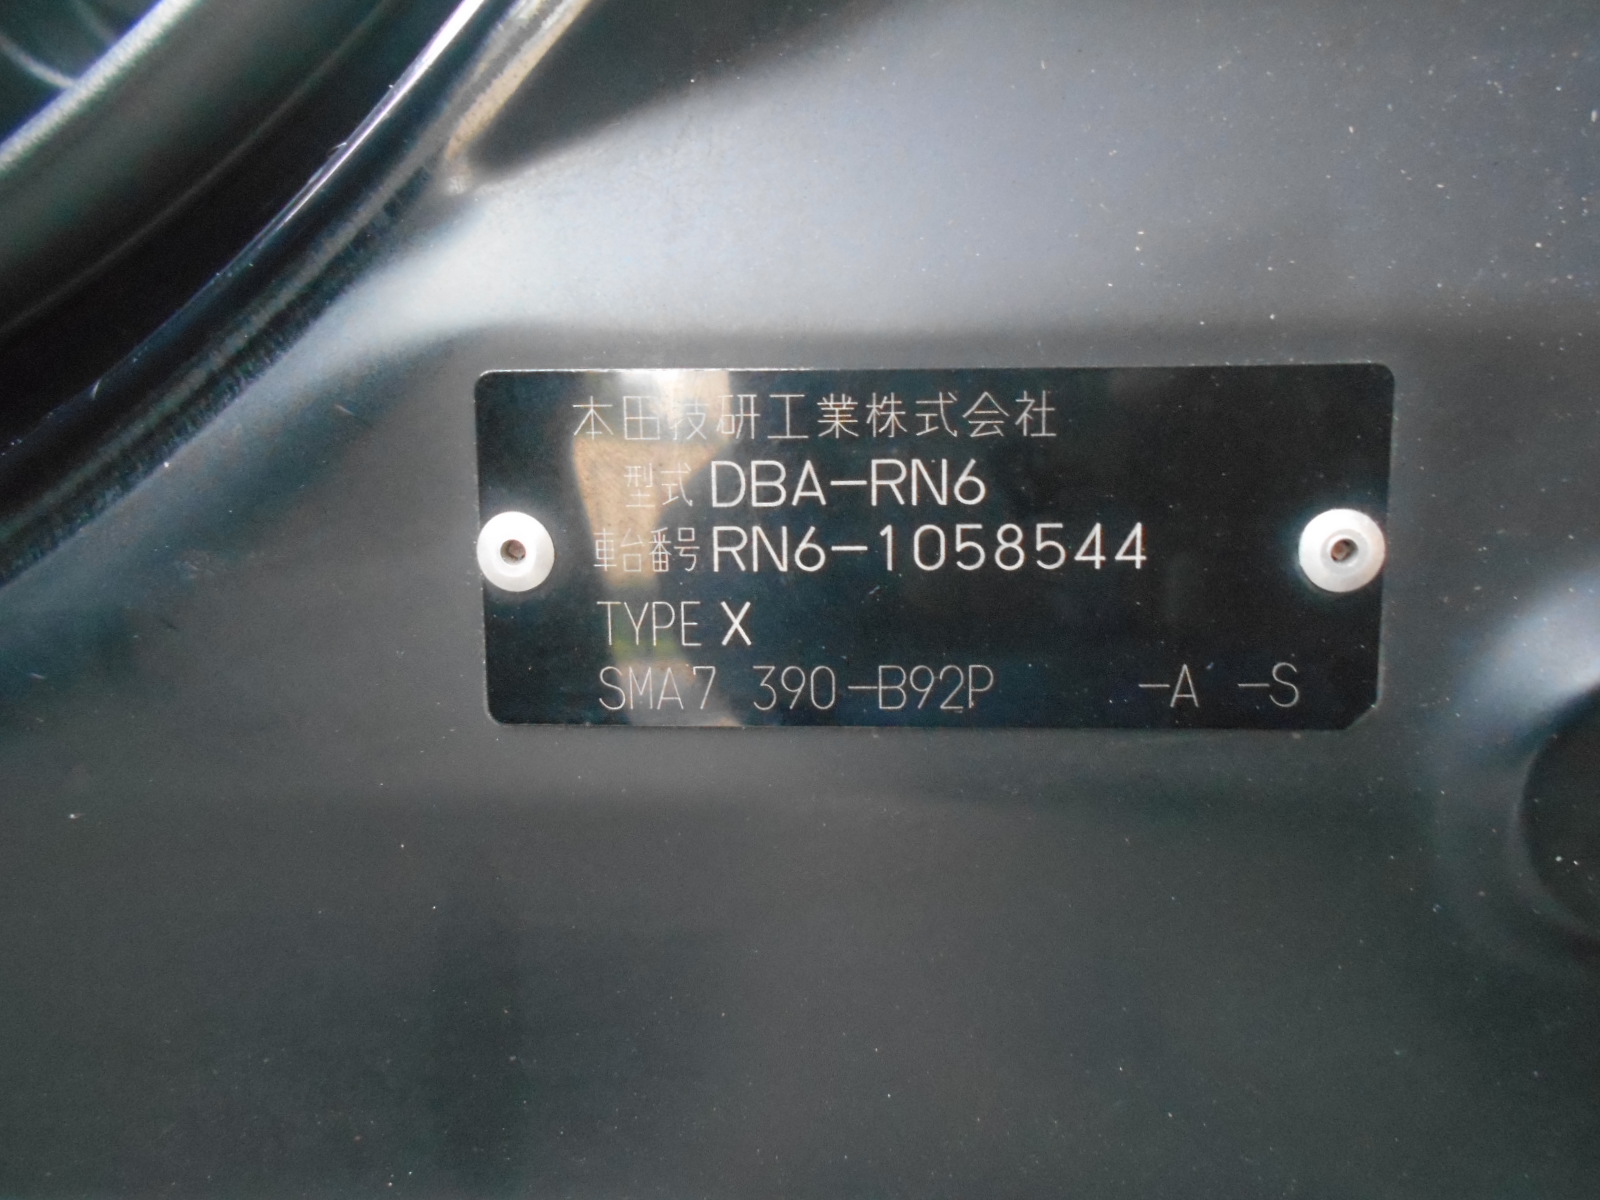 本田技研工業株式会社
型式 DBA-RN6
車台番号 RN6-1058544
TYPE X
SMA7 390-B92P -A -S